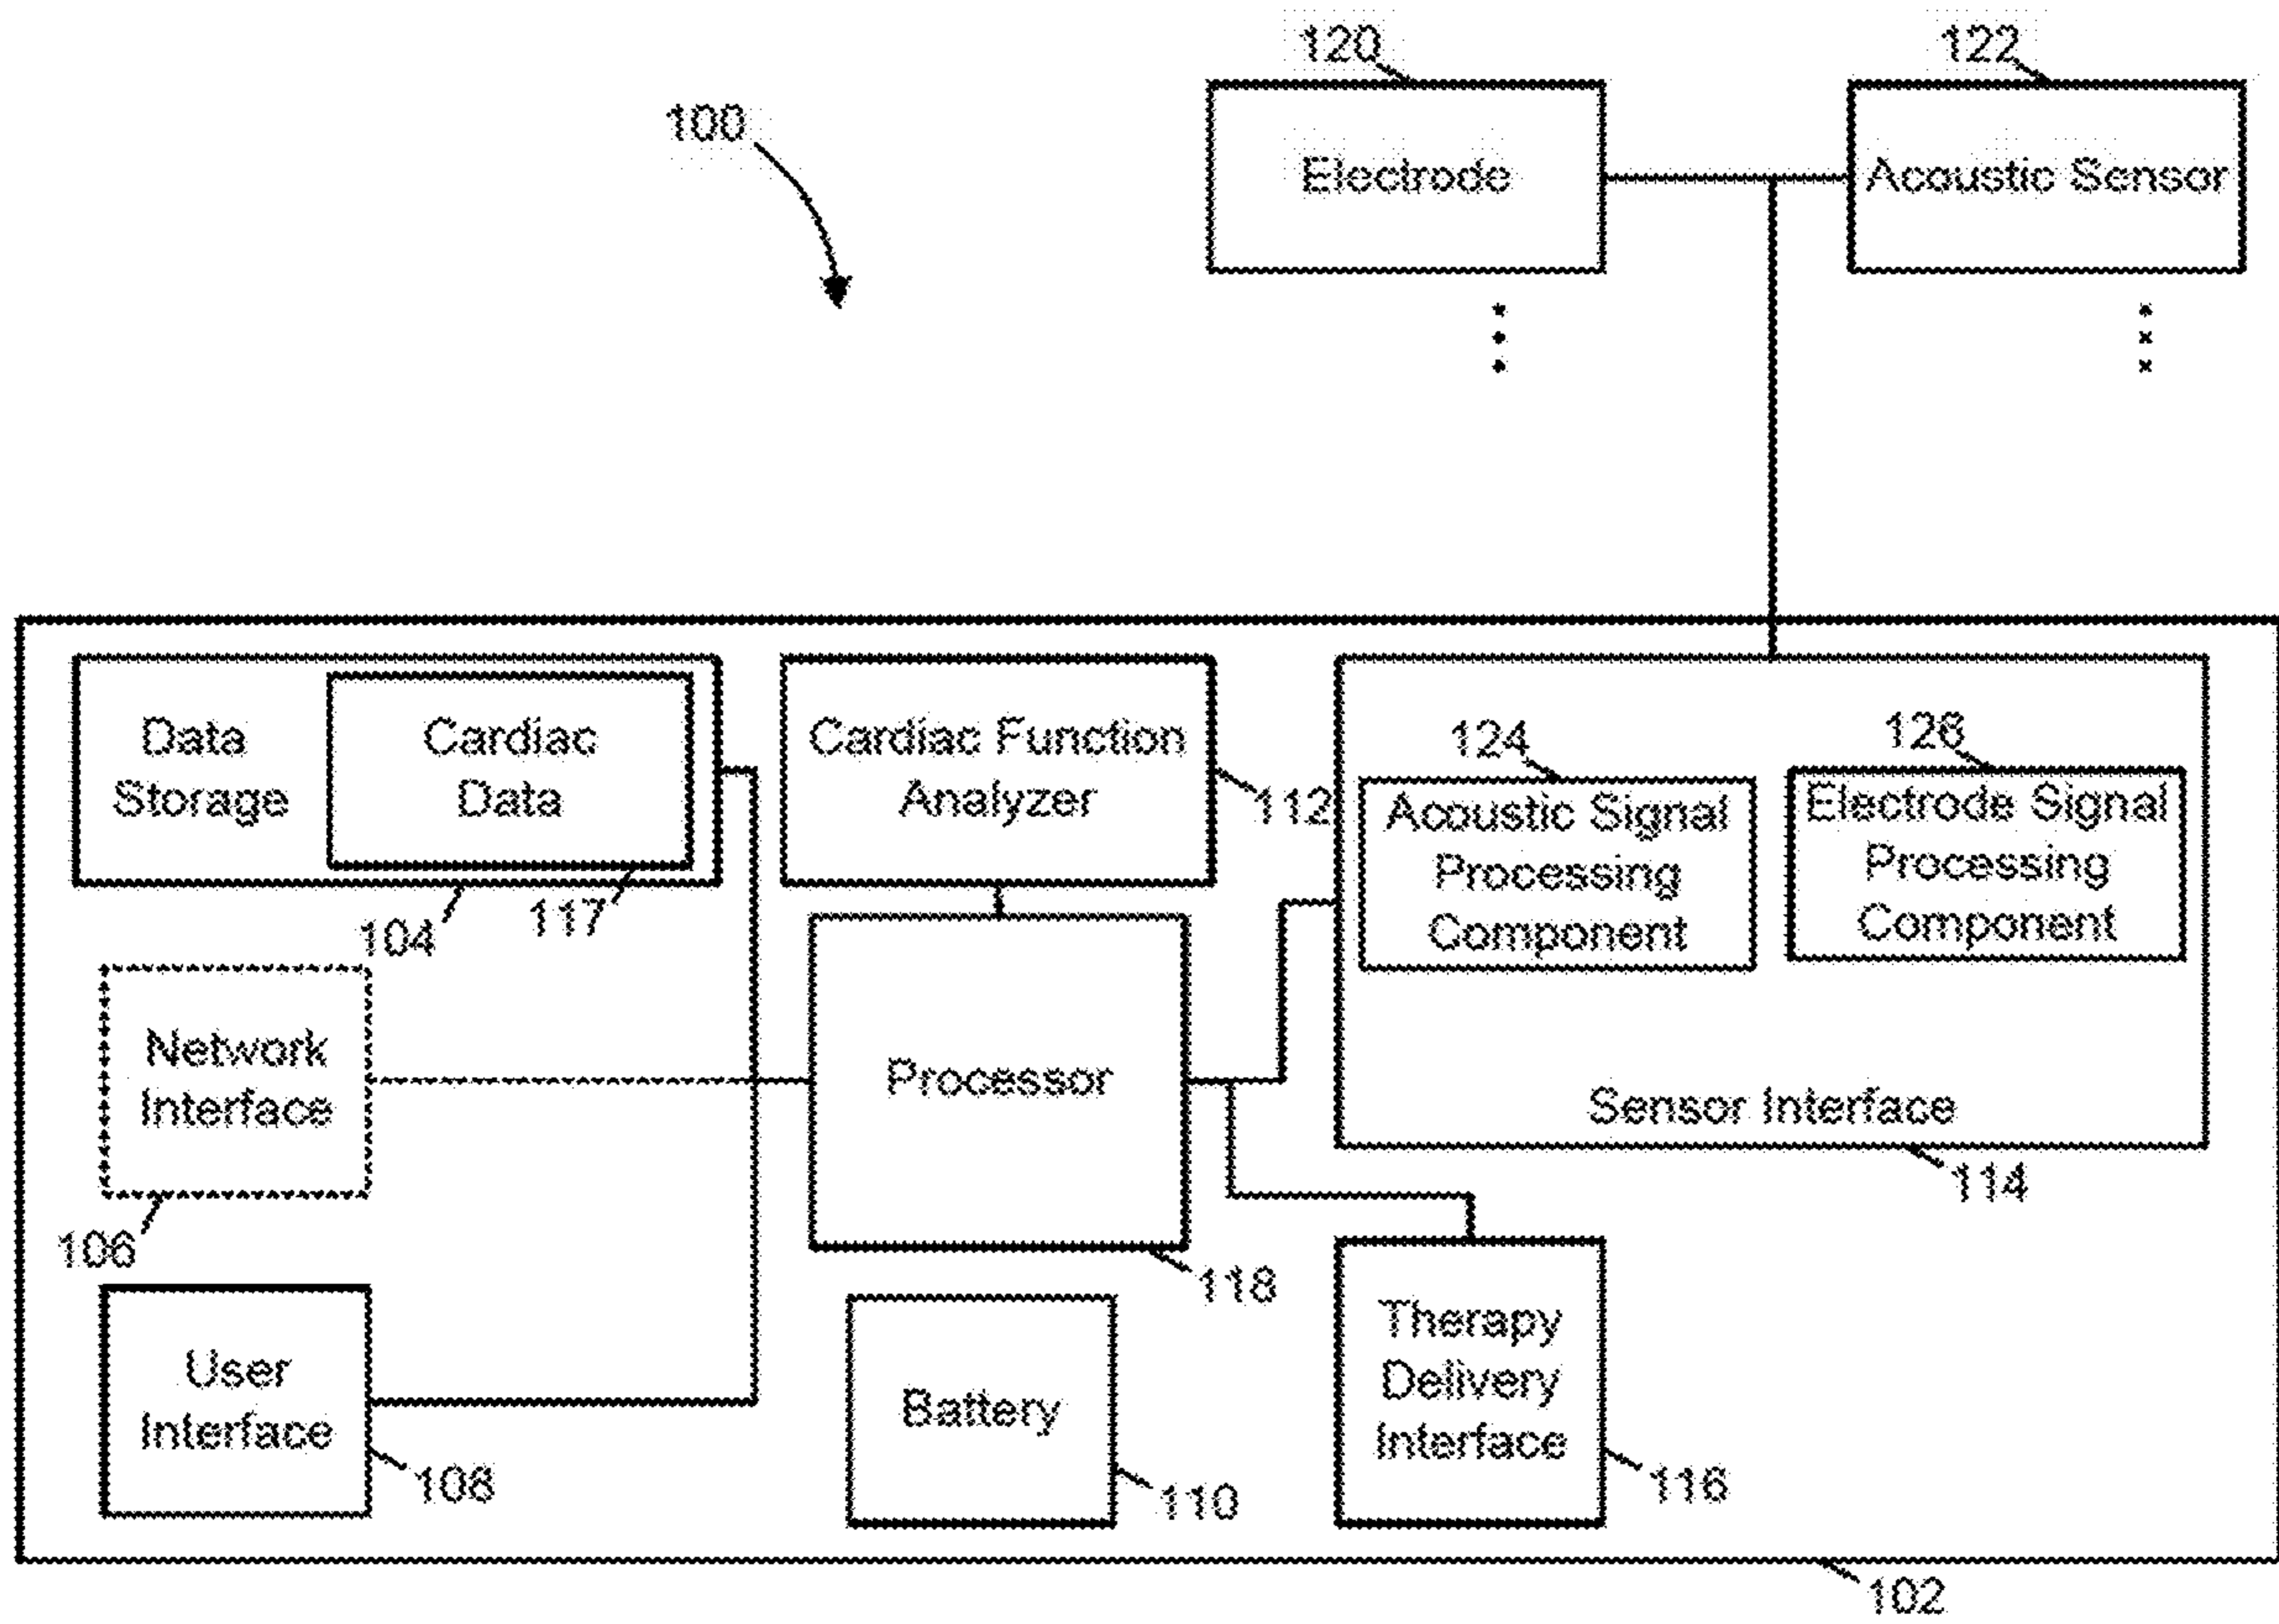 120
122
100
Electrode
Acoustic Sensor
Data
Storage
Cardiac
Data
Cardiac Function
Analyzer
112
124
126
Acoustic Signal
Processing
Component
Electrode Signal
Processing
Component
104
117
Network
Interface
Processor
Sensor Interface
114
106
118
User
Interface
108
Battery
110
Therapy
Delivery
Interface
116
102